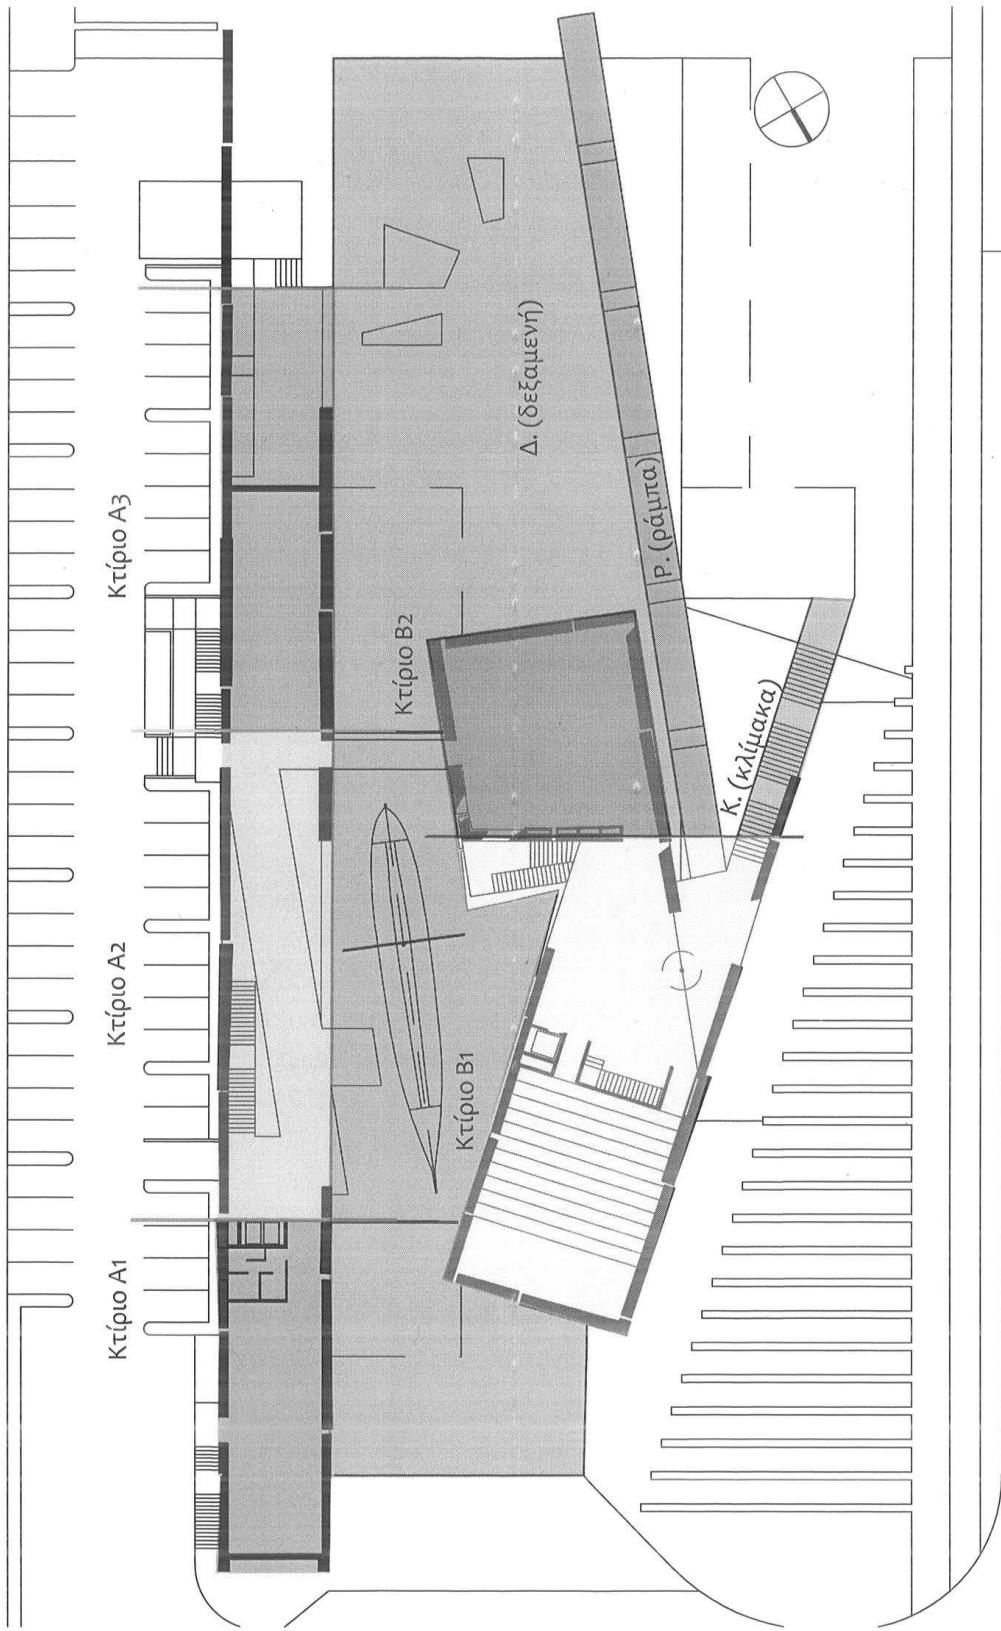 Κτίριο Α1
Κτίριο Α2
Κτίριο Α3
Κτίριο Β1
Κτίριο Β2
Δ. (δεξαμενή)
Ρ. (ράμπα)
Κ. (κλίμακα)